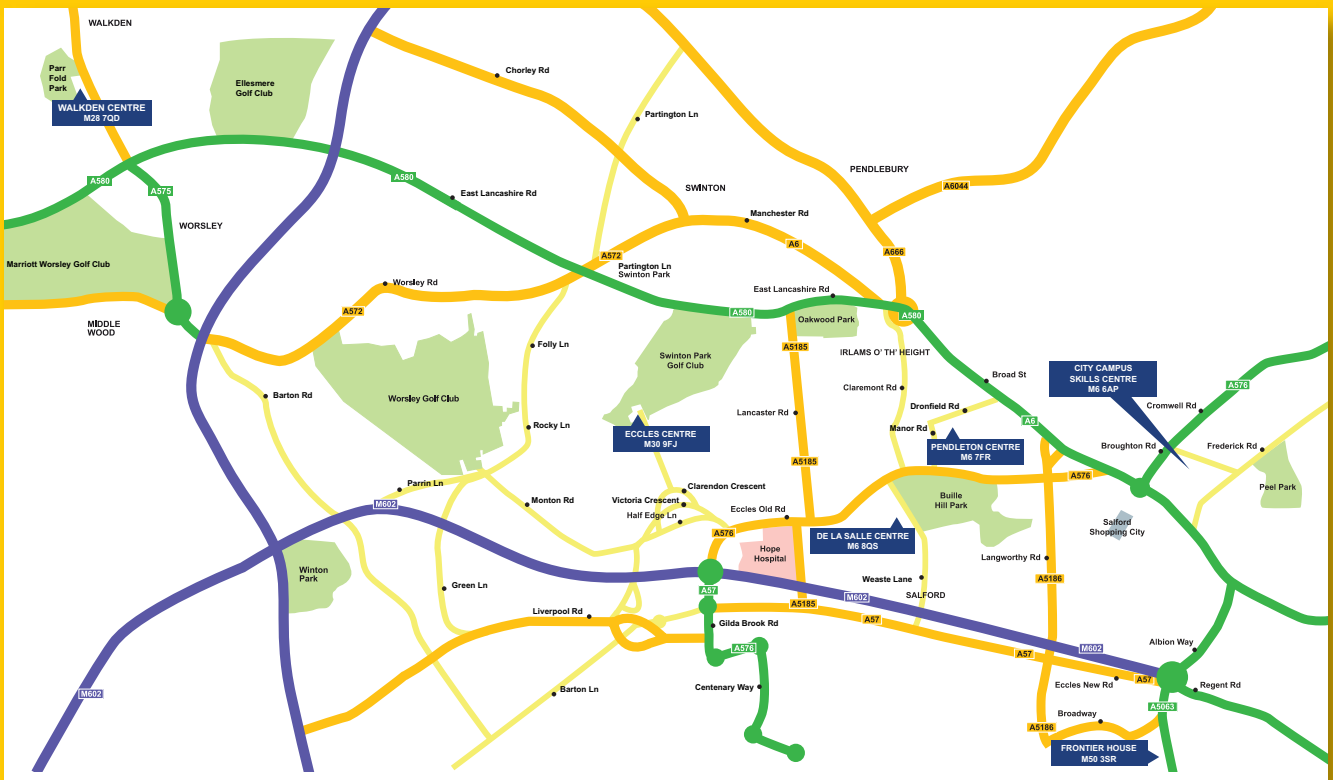 WALKDEN
Parr
Fold
Park
WALKDEN CENTRE
M28 7QD
Ellesmere
Golf Club
Chorley Rd
Partington Ln
PENDLEBURY
A580
A575
A580
East Lancashire Rd
SWINTON
A6044
WORSLEY
Manchester Rd
A6
A666
Marriott Worsley Golf Club
A572
Partington Ln
Swinton Park
Worsley Rd
East Lancashire Rd
A572
A580
Oakwood Park
A580
MIDDLE
WOOD
Folly Ln
A5185
IRLAMS O' TH' HEIGHT
Swinton Park
Golf Club
CITY CAMPUS
SKILLS CENTRE
M6 6AP
Broad St
A576
Claremont Rd
Barton Rd
Worsley Golf Club
Dronfield Rd
Cromwell Rd
Lancaster Rd
A6
Rocky Ln
Manor Rd
ECCLES CENTRE
M30 9FJ
PENDLETON CENTRE
M6 7FR
Broughton Rd
Frederick Rd
A5185
A576
Parrin Ln
Clarendon Crescent
Peel Park
M602
Monton Rd
Victoria Crescent
Buille
Hill Park
Half Edge Ln
Eccles Old Rd
Salford
Shopping City
A576
DE LA SALLE CENTRE
M6 8QS
Hope
Hospital
Langworthy Rd
Winton
Park
Green Ln
A57
Weaste Lane
A5186
M602
SALFORD
A5185
Liverpool Rd
Gilda Brook Rd
A57
A576
M602
Albion Way
A57
A57
Barton Ln
Centenary Way
Eccles New Rd
Regent Rd
M602
A5063
Broadway
A5186
FRONTIER HOUSE
M50 3SR